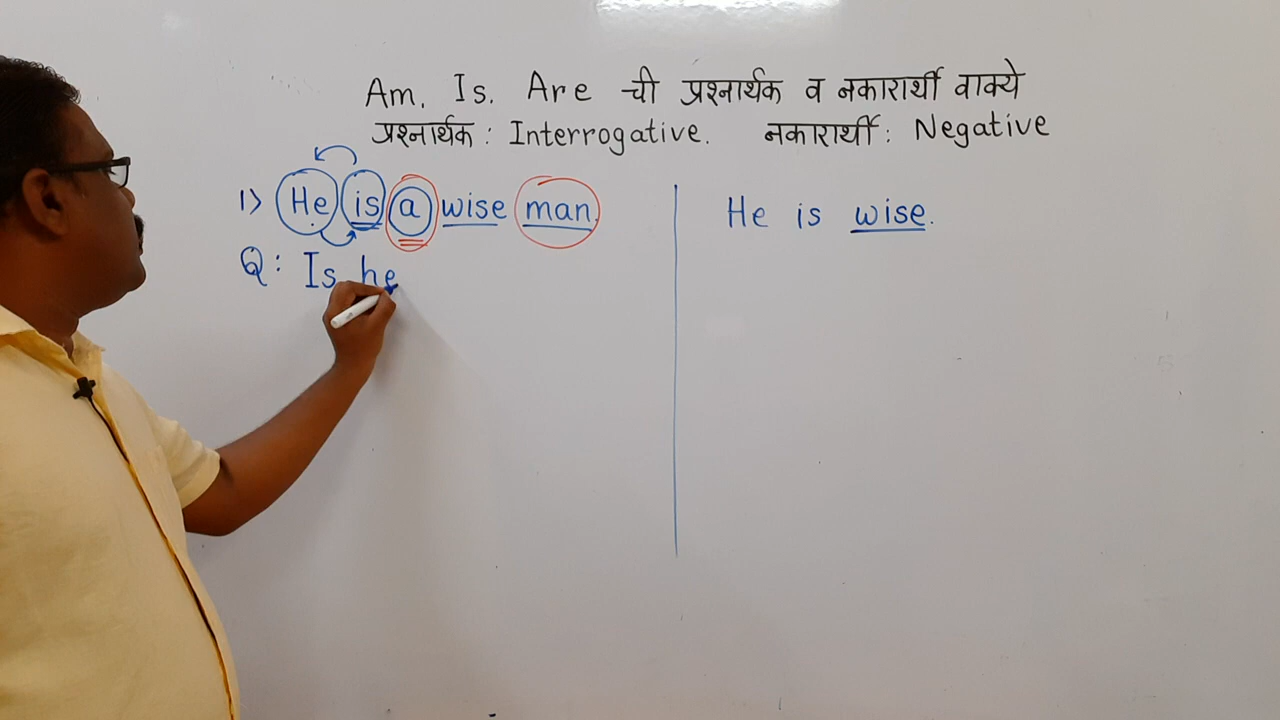 Am. Is. Are ची प्रश्नार्थक व नकारार्थी वाक्ये
प्रश्नार्थक : Interrogative. नकारार्थी : Negative
1) He is a wise man.
Q : Is he
He is wise.